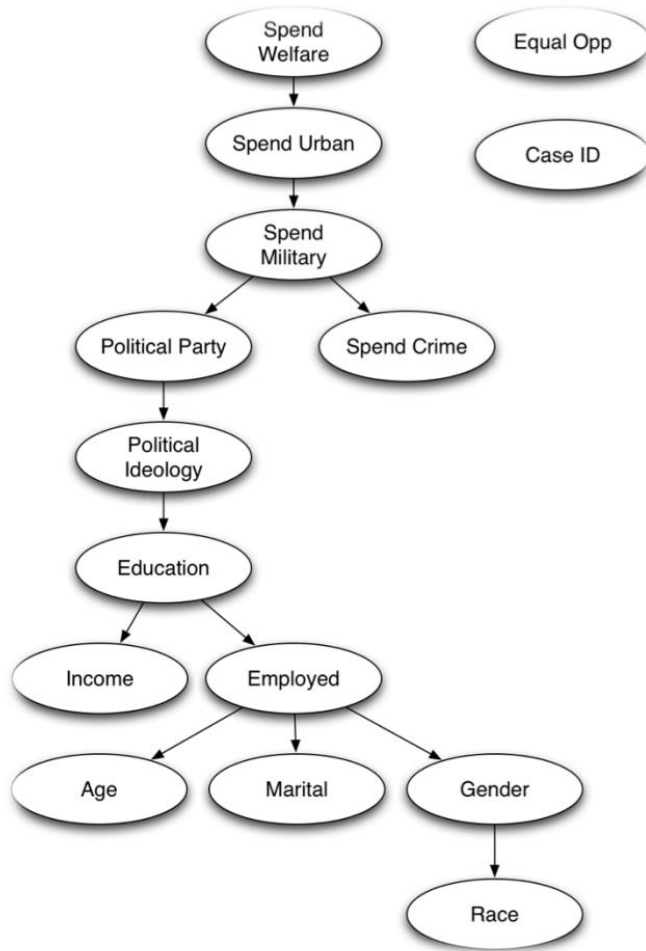 Spend
Welfare
Equal Opp
Spend Urban
Case ID
Spend
Military
Political Party
Spend Crime
Political
Ideology
Education
Income
Employed
Age
Marital
Gender
Race